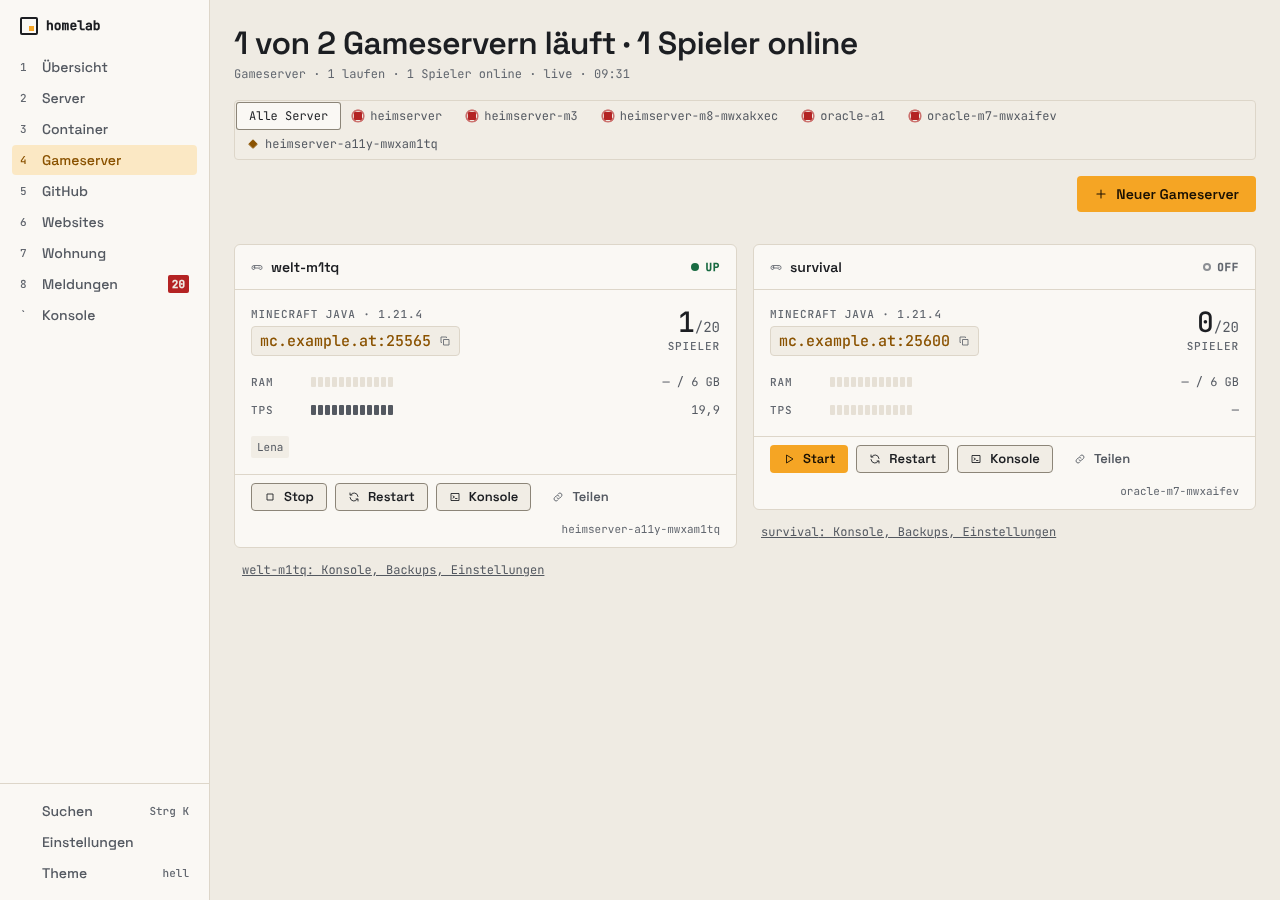 homelab
1 Übersicht
2 Server
3 Container
4 Gameserver
5 GitHub
6 Websites
7 Wohnung
8 Meldungen 20
` Konsole
Suchen Strg K
Einstellungen
Theme hell
1 von 2 Gameservern läuft · 1 Spieler online
Gameserver · 1 laufen · 1 Spieler online · live · 09:31
Alle Server heimserver heimserver-m3 heimserver-m8-mwxakxec oracle-a1 oracle-m7-mwxaifev
heimserver-a11y-mwxam1tq
+ Neuer Gameserver
welt-m1tq UP
MINECRAFT JAVA · 1.21.4 1/20
mc.example.at:25565 SPIELER
RAM — / 6 GB
TPS 19,9
Lena
Stop Restart Konsole Teilen
heimserver-a11y-mwxam1tq
welt-m1tq: Konsole, Backups, Einstellungen
survival OFF
MINECRAFT JAVA · 1.21.4 0/20
mc.example.at:25600 SPIELER
RAM — / 6 GB
TPS —
Start Restart Konsole Teilen
oracle-m7-mwxaifev
survival: Konsole, Backups, Einstellungen